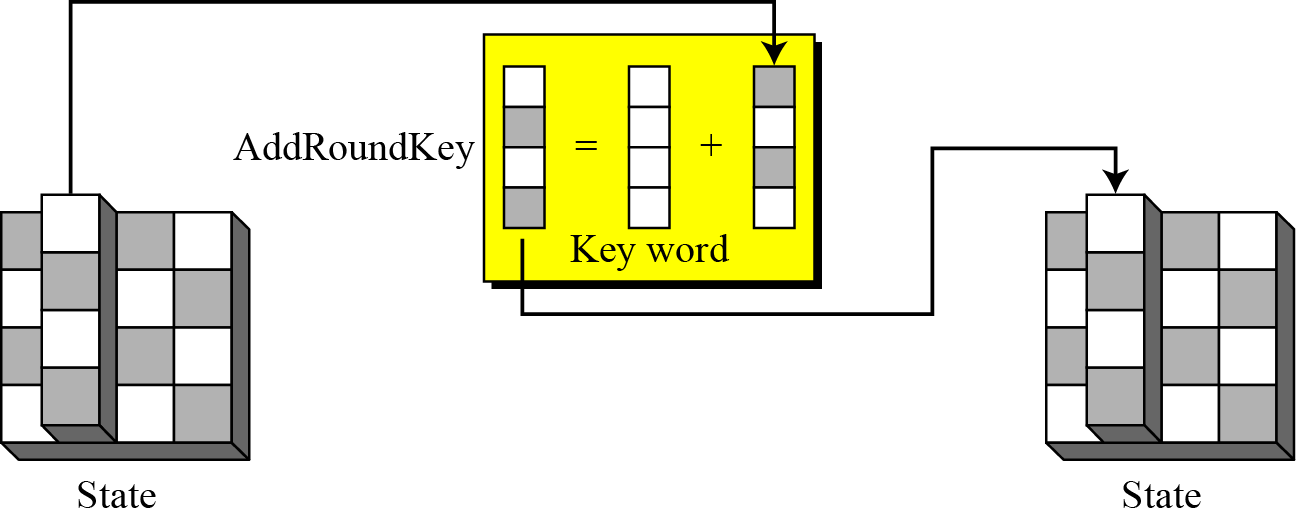 AddRoundKey
= +
Key word
State
State